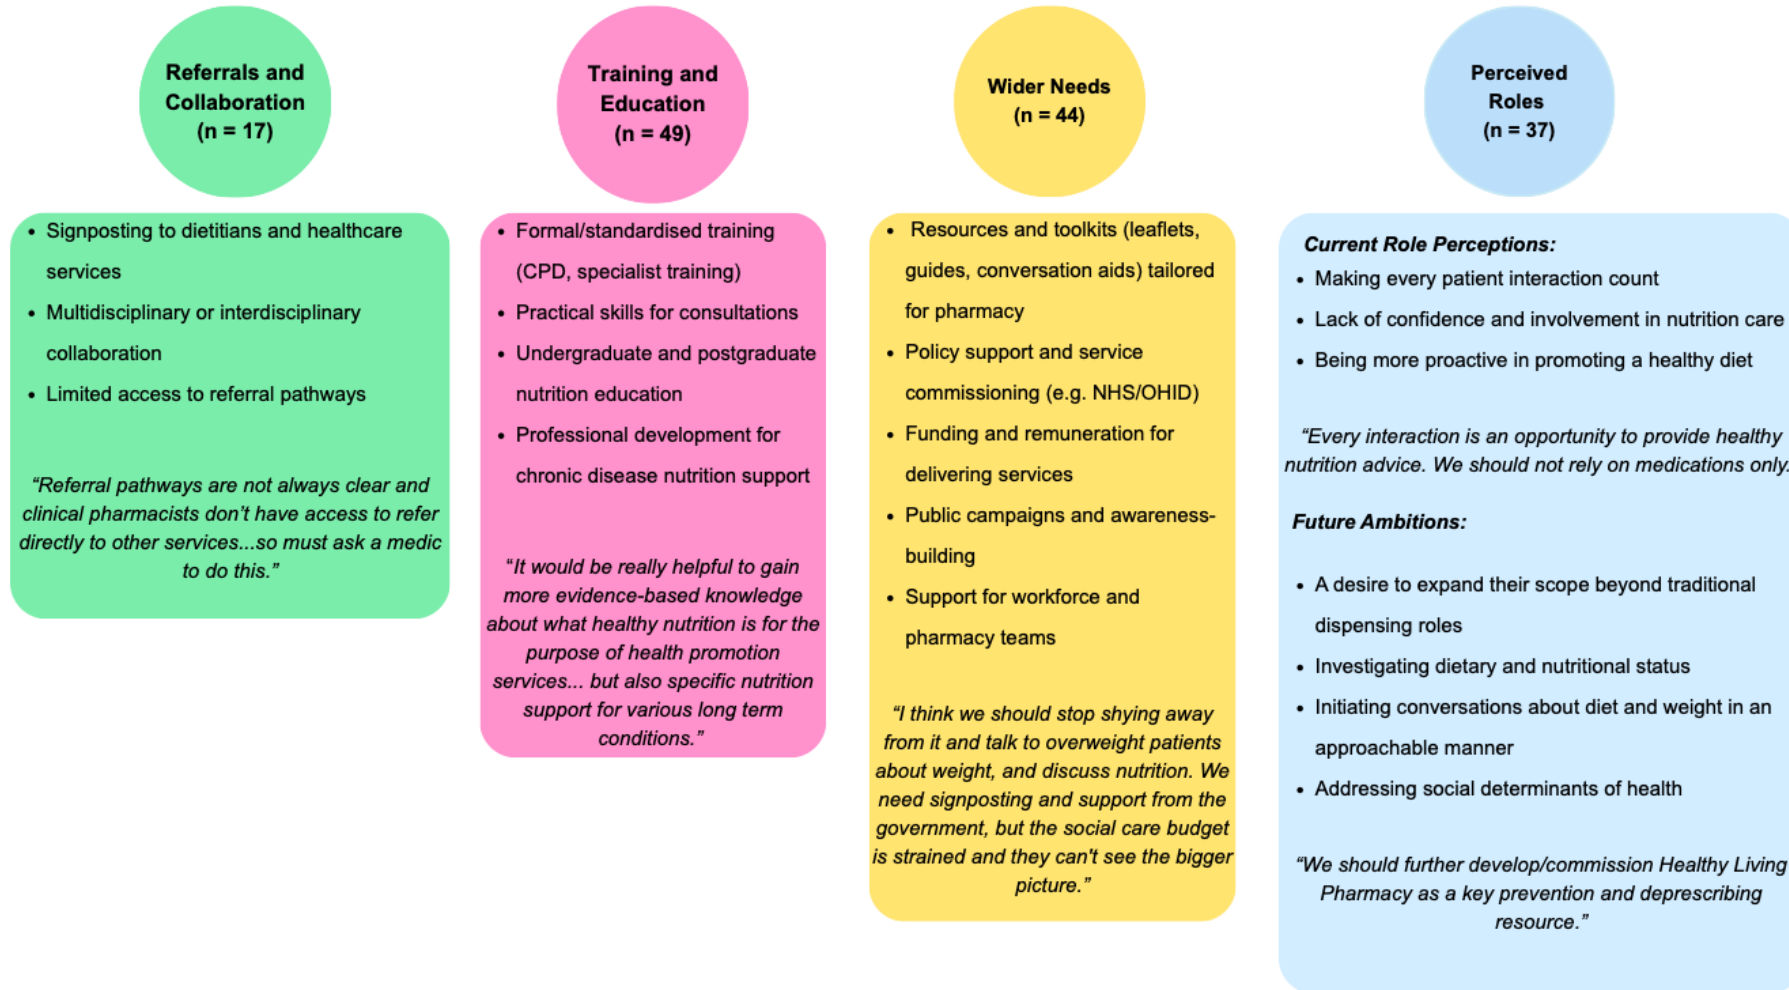 Referrals and
Collaboration
(n = 17)
• Signposting to dietitians and healthcare
services
• Multidisciplinary or interdisciplinary
collaboration
• Limited access to referral pathways
“Referral pathways are not always clear and
clinical pharmacists don’t have access to refer
directly to other services...so must ask a medic
to do this.”
Training and
Education
(n = 49)
• Formal/standardised training
(CPD, specialist training)
• Practical skills for consultations
• Undergraduate and postgraduate
nutrition education
• Professional development for
chronic disease nutrition support
“It would be really helpful to gain
more evidence-based knowledge
about what healthy nutrition is for the
purpose of health promotion
services... but also specific nutrition
support for various long term
conditions.”
Wider Needs
(n = 44)
• Resources and toolkits (leaflets,
guides, conversation aids) tailored
for pharmacy
• Policy support and service
commissioning (e.g. NHS/OHID)
• Funding and remuneration for
delivering services
• Public campaigns and awareness-
building
• Support for workforce and
pharmacy teams
“I think we should stop shying away
from it and talk to overweight patients
about weight, and discuss nutrition. We
need signposting and support from the
government, but the social care budget
is strained and they can't see the bigger
picture.”
Perceived
Roles
(n = 37)
Current Role Perceptions:
• Making every patient interaction count
• Lack of confidence and involvement in nutrition care
• Being more proactive in promoting a healthy diet
“Every interaction is an opportunity to provide healthy
nutrition advice. We should not rely on medications only.
Future Ambitions:
• A desire to expand their scope beyond traditional
dispensing roles
• Investigating dietary and nutritional status
• Initiating conversations about diet and weight in an
approachable manner
• Addressing social determinants of health
“We should further develop/commission Healthy Living
Pharmacy as a key prevention and deprescribing
resource.”